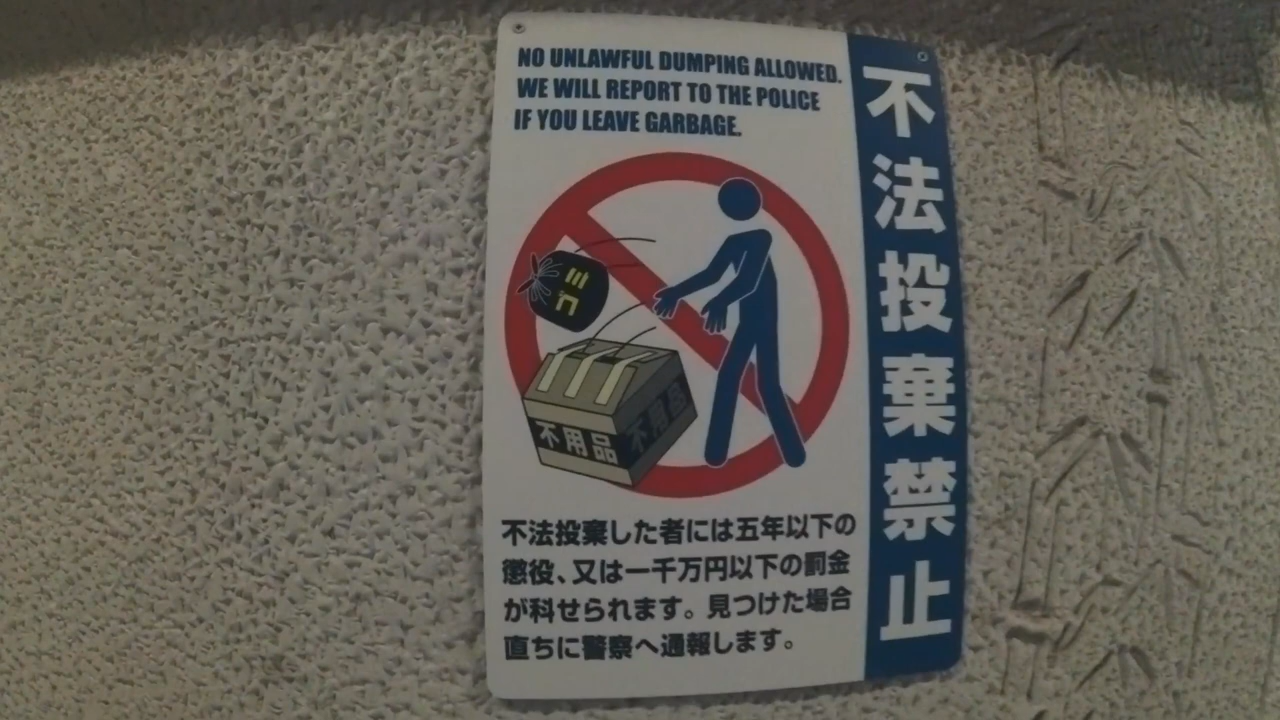 NO UNLAWFUL DUMPING ALLOWED.
WE WILL REPORT TO THE POLICE
IF YOU LEAVE GARBAGE.
不法投棄禁止
ゴミ
不用品
不用品
不法投棄した者には五年以下の
懲役、又は一千万円以下の罰金
が科せられます。見つけた場合
直ちに警察へ通報します。